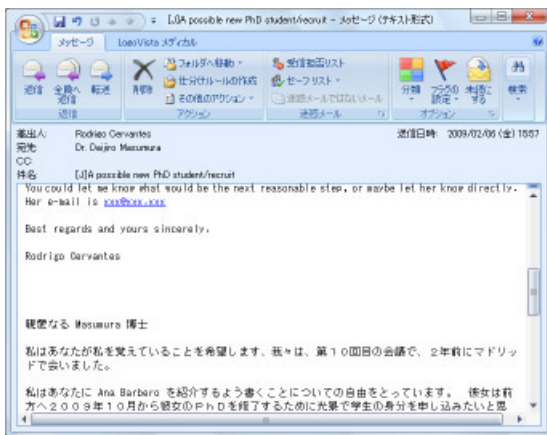 [J]A possible new PhD student/recruit - メッセージ (テキスト形式)
メッセージ LogoVista メディカル
返信 全員へ返信 転送 削除 フォルダへ移動 仕分けルールの作成 その他のアクション 受信拒否リスト セーフ リスト 迷惑メールではないメール 分類 フラグの設定 未読にする 検索
返信 アクション 迷惑メール オプション
差出人: Rodrigo Cervantes 送信日時: 2009/02/06 (金) 15:57
宛先: Dr. Daijiro Masumura
CC:
件名: [J]A possible new PhD student/recruit
You could let me know what would be the next reasonable step, or maybe let her know directly.
Her e-mail is xxx@xxx.xxx
Best regards and yours sincerely,
Rodrigo Cervantes
親愛なる Masumura 博士
私はあなたが私を覚えていることを希望します、我々は、第10回目の会議で、2年前にマドリッ
ドで会いました。
私はあなたに Ana Barbero を紹介するよう書くことについての自由をとっています。 彼女は前
方へ2009年10月から彼女のPhDを修了するために光景で学生の身分を申し込みたいと思